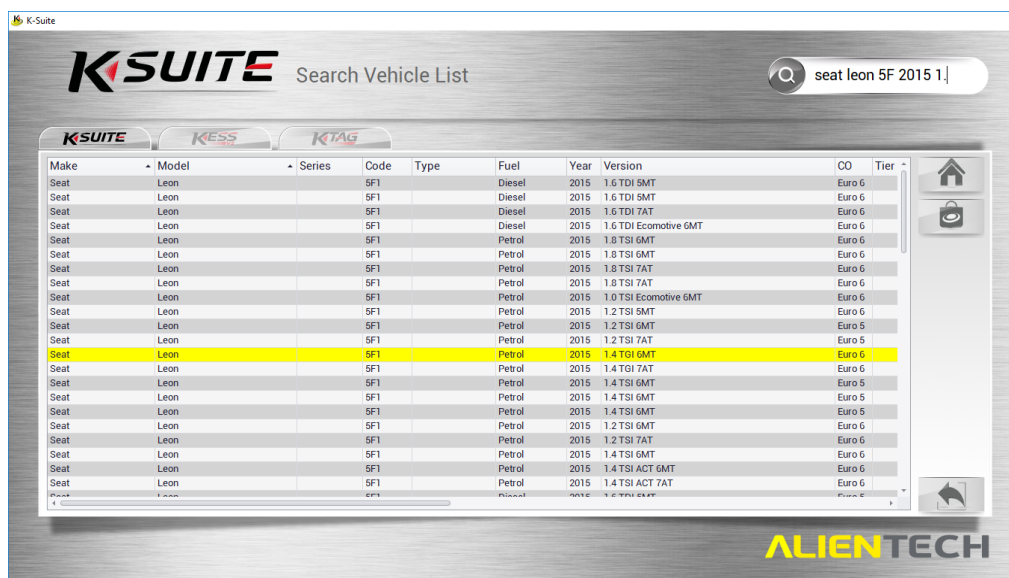 K-Suite
KSUITE Search Vehicle List seat leon 5F 2015 1.
KSUITE KESS KTAG
Make Model Series Code Type Fuel Year Version CO Tier
Seat Leon 5F1 Diesel 2015 1.6 TDI 5MT Euro 6
Seat Leon 5F1 Diesel 2015 1.6 TDI 5MT Euro 6
Seat Leon 5F1 Diesel 2015 1.6 TDI 7AT Euro 6
Seat Leon 5F1 Diesel 2015 1.6 TDI Ecomotive 6MT Euro 6
Seat Leon 5F1 Petrol 2015 1.8 TSI 6MT Euro 6
Seat Leon 5F1 Petrol 2015 1.8 TSI 6MT Euro 6
Seat Leon 5F1 Petrol 2015 1.8 TSI 7AT Euro 6
Seat Leon 5F1 Petrol 2015 1.8 TSI 7AT Euro 6
Seat Leon 5F1 Petrol 2015 1.0 TSI Ecomotive 6MT Euro 6
Seat Leon 5F1 Petrol 2015 1.2 TSI 5MT Euro 6
Seat Leon 5F1 Petrol 2015 1.2 TSI 6MT Euro 5
Seat Leon 5F1 Petrol 2015 1.2 TSI 7AT Euro 5
Seat Leon 5F1 Petrol 2015 1.4 TGI 6MT Euro 6
Seat Leon 5F1 Petrol 2015 1.4 TGI 7AT Euro 6
Seat Leon 5F1 Petrol 2015 1.4 TSI 6MT Euro 5
Seat Leon 5F1 Petrol 2015 1.4 TSI 6MT Euro 5
Seat Leon 5F1 Petrol 2015 1.4 TSI 6MT Euro 5
Seat Leon 5F1 Petrol 2015 1.2 TSI 6MT Euro 6
Seat Leon 5F1 Petrol 2015 1.2 TSI 7AT Euro 6
Seat Leon 5F1 Petrol 2015 1.4 TSI 6MT Euro 6
Seat Leon 5F1 Petrol 2015 1.4 TSI ACT 6MT Euro 6
Seat Leon 5F1 Petrol 2015 1.4 TSI ACT 7AT Euro 6
Seat Leon 5F1 Diesel 2015 1.6 TDI 5MT
ALIENTECH